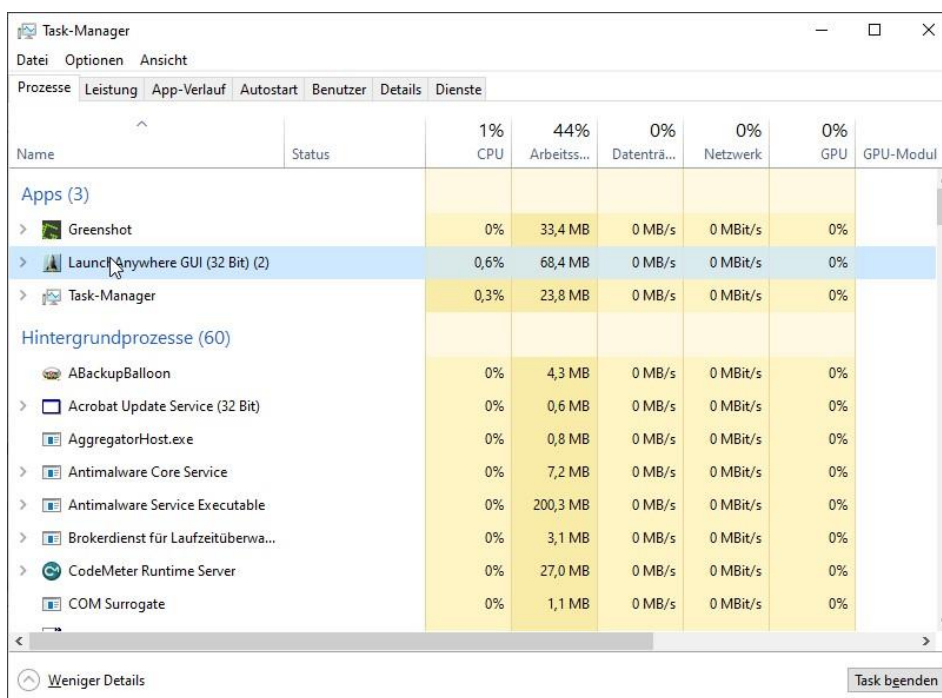 Task-Manager
Datei Optionen Ansicht
Prozesse Leistung App-Verlauf Autostart Benutzer Details Dienste
1% 44% 0% 0% 0%
Name Status CPU Arbeitss... Datenträ... Netzwerk GPU GPU-Modul
Apps (3)
Greenshot 0% 33,4 MB 0 MB/s 0 MBit/s 0%
LaunchAnywhere GUI (32 Bit) (2) 0,6% 68,4 MB 0 MB/s 0 MBit/s 0%
Task-Manager 0,3% 23,8 MB 0 MB/s 0 MBit/s 0%
Hintergrundprozesse (60)
ABackupBalloon 0% 4,3 MB 0 MB/s 0 MBit/s 0%
Acrobat Update Service (32 Bit) 0% 0,6 MB 0 MB/s 0 MBit/s 0%
AggregatorHost.exe 0% 0,8 MB 0 MB/s 0 MBit/s 0%
Antimalware Core Service 0% 7,2 MB 0 MB/s 0 MBit/s 0%
Antimalware Service Executable 0% 200,3 MB 0 MB/s 0 MBit/s 0%
Brokerdienst für Laufzeitüberwa... 0% 3,1 MB 0 MB/s 0 MBit/s 0%
CodeMeter Runtime Server 0% 27,0 MB 0 MB/s 0 MBit/s 0%
COM Surrogate 0% 1,1 MB 0 MB/s 0 MBit/s 0%
Weniger Details Task beenden